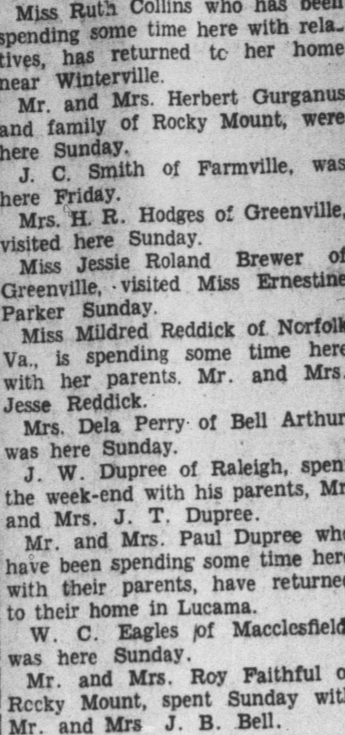 Miss Ruth Collins who has been
spending some time here with rela-
tives, has returned to her home
near Winterville.
Mr. and Mrs. Herbert Gurganus
and family of Rocky Mount, were
here Sunday.
J. C. Smith of Farmville, was
here Friday.
Mrs. H. R. Hodges of Greenville,
visited here Sunday.
Miss Jessie Roland Brewer of
Greenville, visited Miss Ernestine
Parker Sunday.
Miss Mildred Reddick of Norfolk
Va., is spending some time here
with her parents. Mr. and Mrs.
Jesse Reddick.
Mrs. Dela Perry of Bell Arthur
was here Sunday.
J. W. Dupree of Raleigh, spen
the week-end with his parents, Mr
and Mrs. J. T. Dupree.
Mr. and Mrs. Paul Dupree who
have been spending some time here
with their parents, have returned
to their home in Lucama.
W. C. Eagles of Macclesfield
was here Sunday.
Mr. and Mrs. Roy Faithful o
Rocky Mount, spent Sunday with
Mr. and Mrs J. B. Bell.